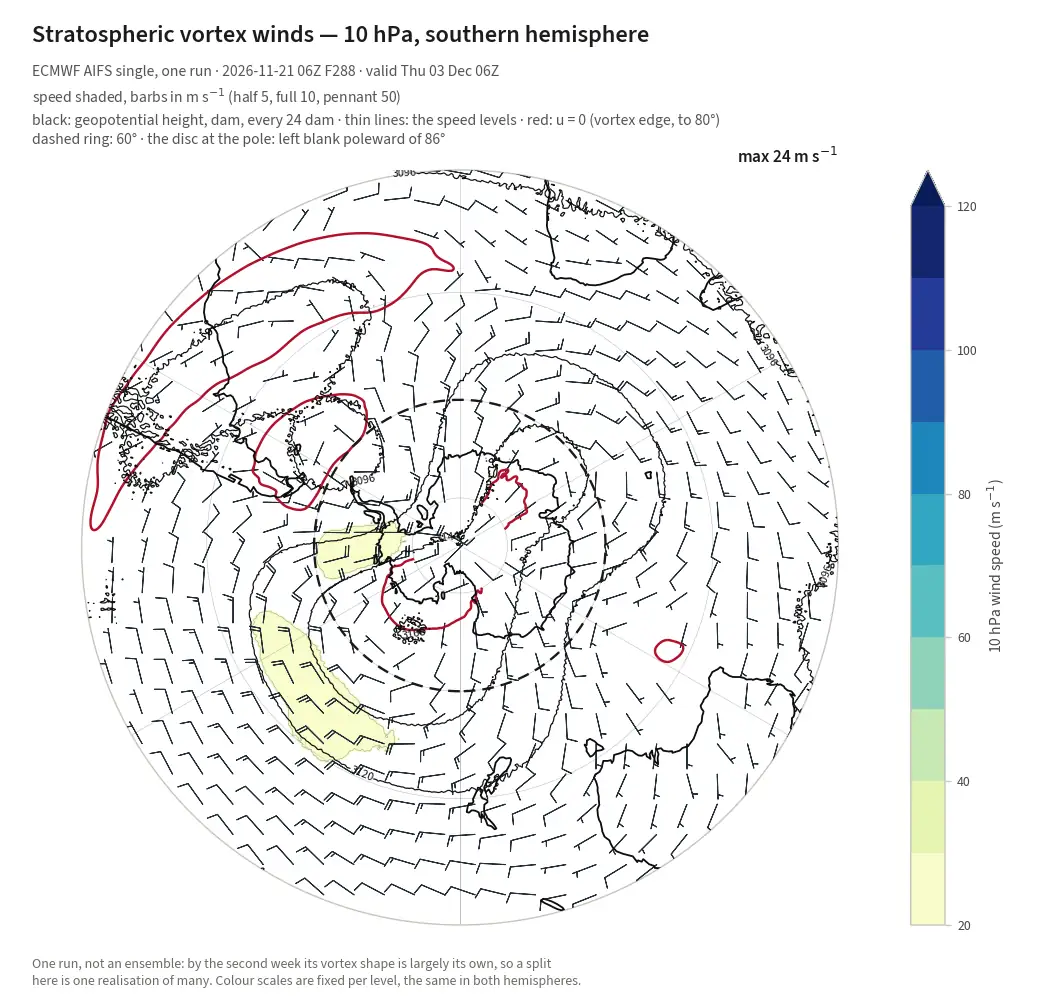 Stratospheric vortex winds — 10 hPa, southern hemisphere
ECMWF AIFS single, one run · 2026-11-21 06Z F288 · valid Thu 03 Dec 06Z
speed shaded, barbs in m s⁻¹ (half 5, full 10, pennant 50)
black: geopotential height, dam, every 24 dam · thin lines: the speed levels · red: u = 0 (vortex edge, to 80°)
dashed ring: 60° · the disc at the pole: left blank poleward of 86°
max 24 m s⁻¹
3096
120
3096
100
3096
80
3096
10 hPa wind speed (m s⁻¹)
60
3120
40
20
One run, not an ensemble: by the second week its vortex shape is largely its own, so a split
here is one realisation of many. Colour scales are fixed per level, the same in both hemispheres.